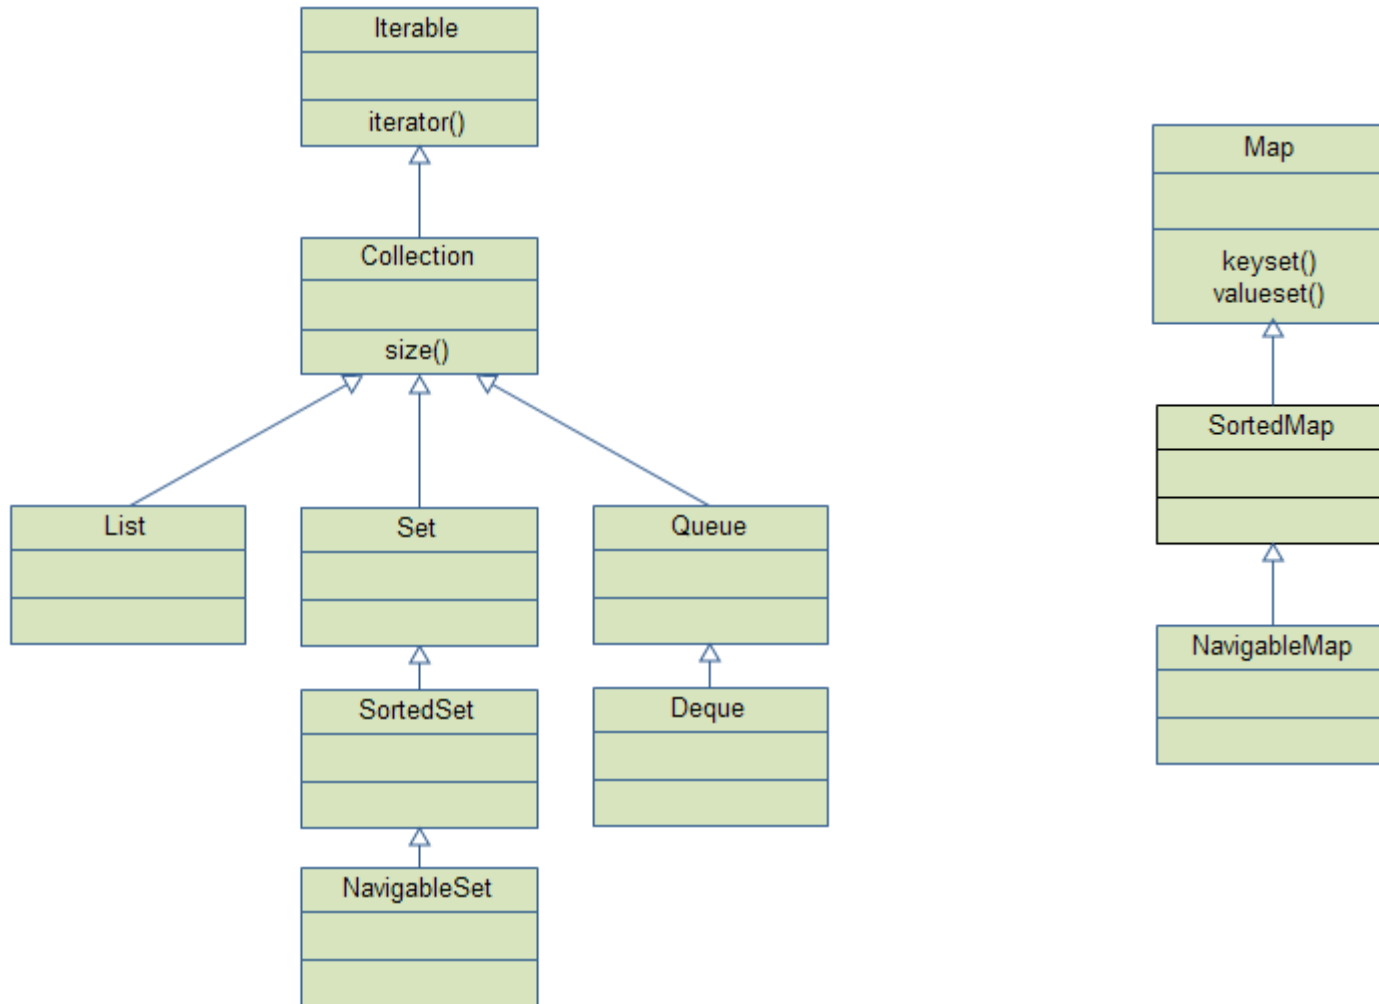 Iterable
iterator()
Collection
size()
List
Set
Queue
SortedSet
Deque
NavigableSet
Map
keyset()
valueset()
SortedMap
NavigableMap